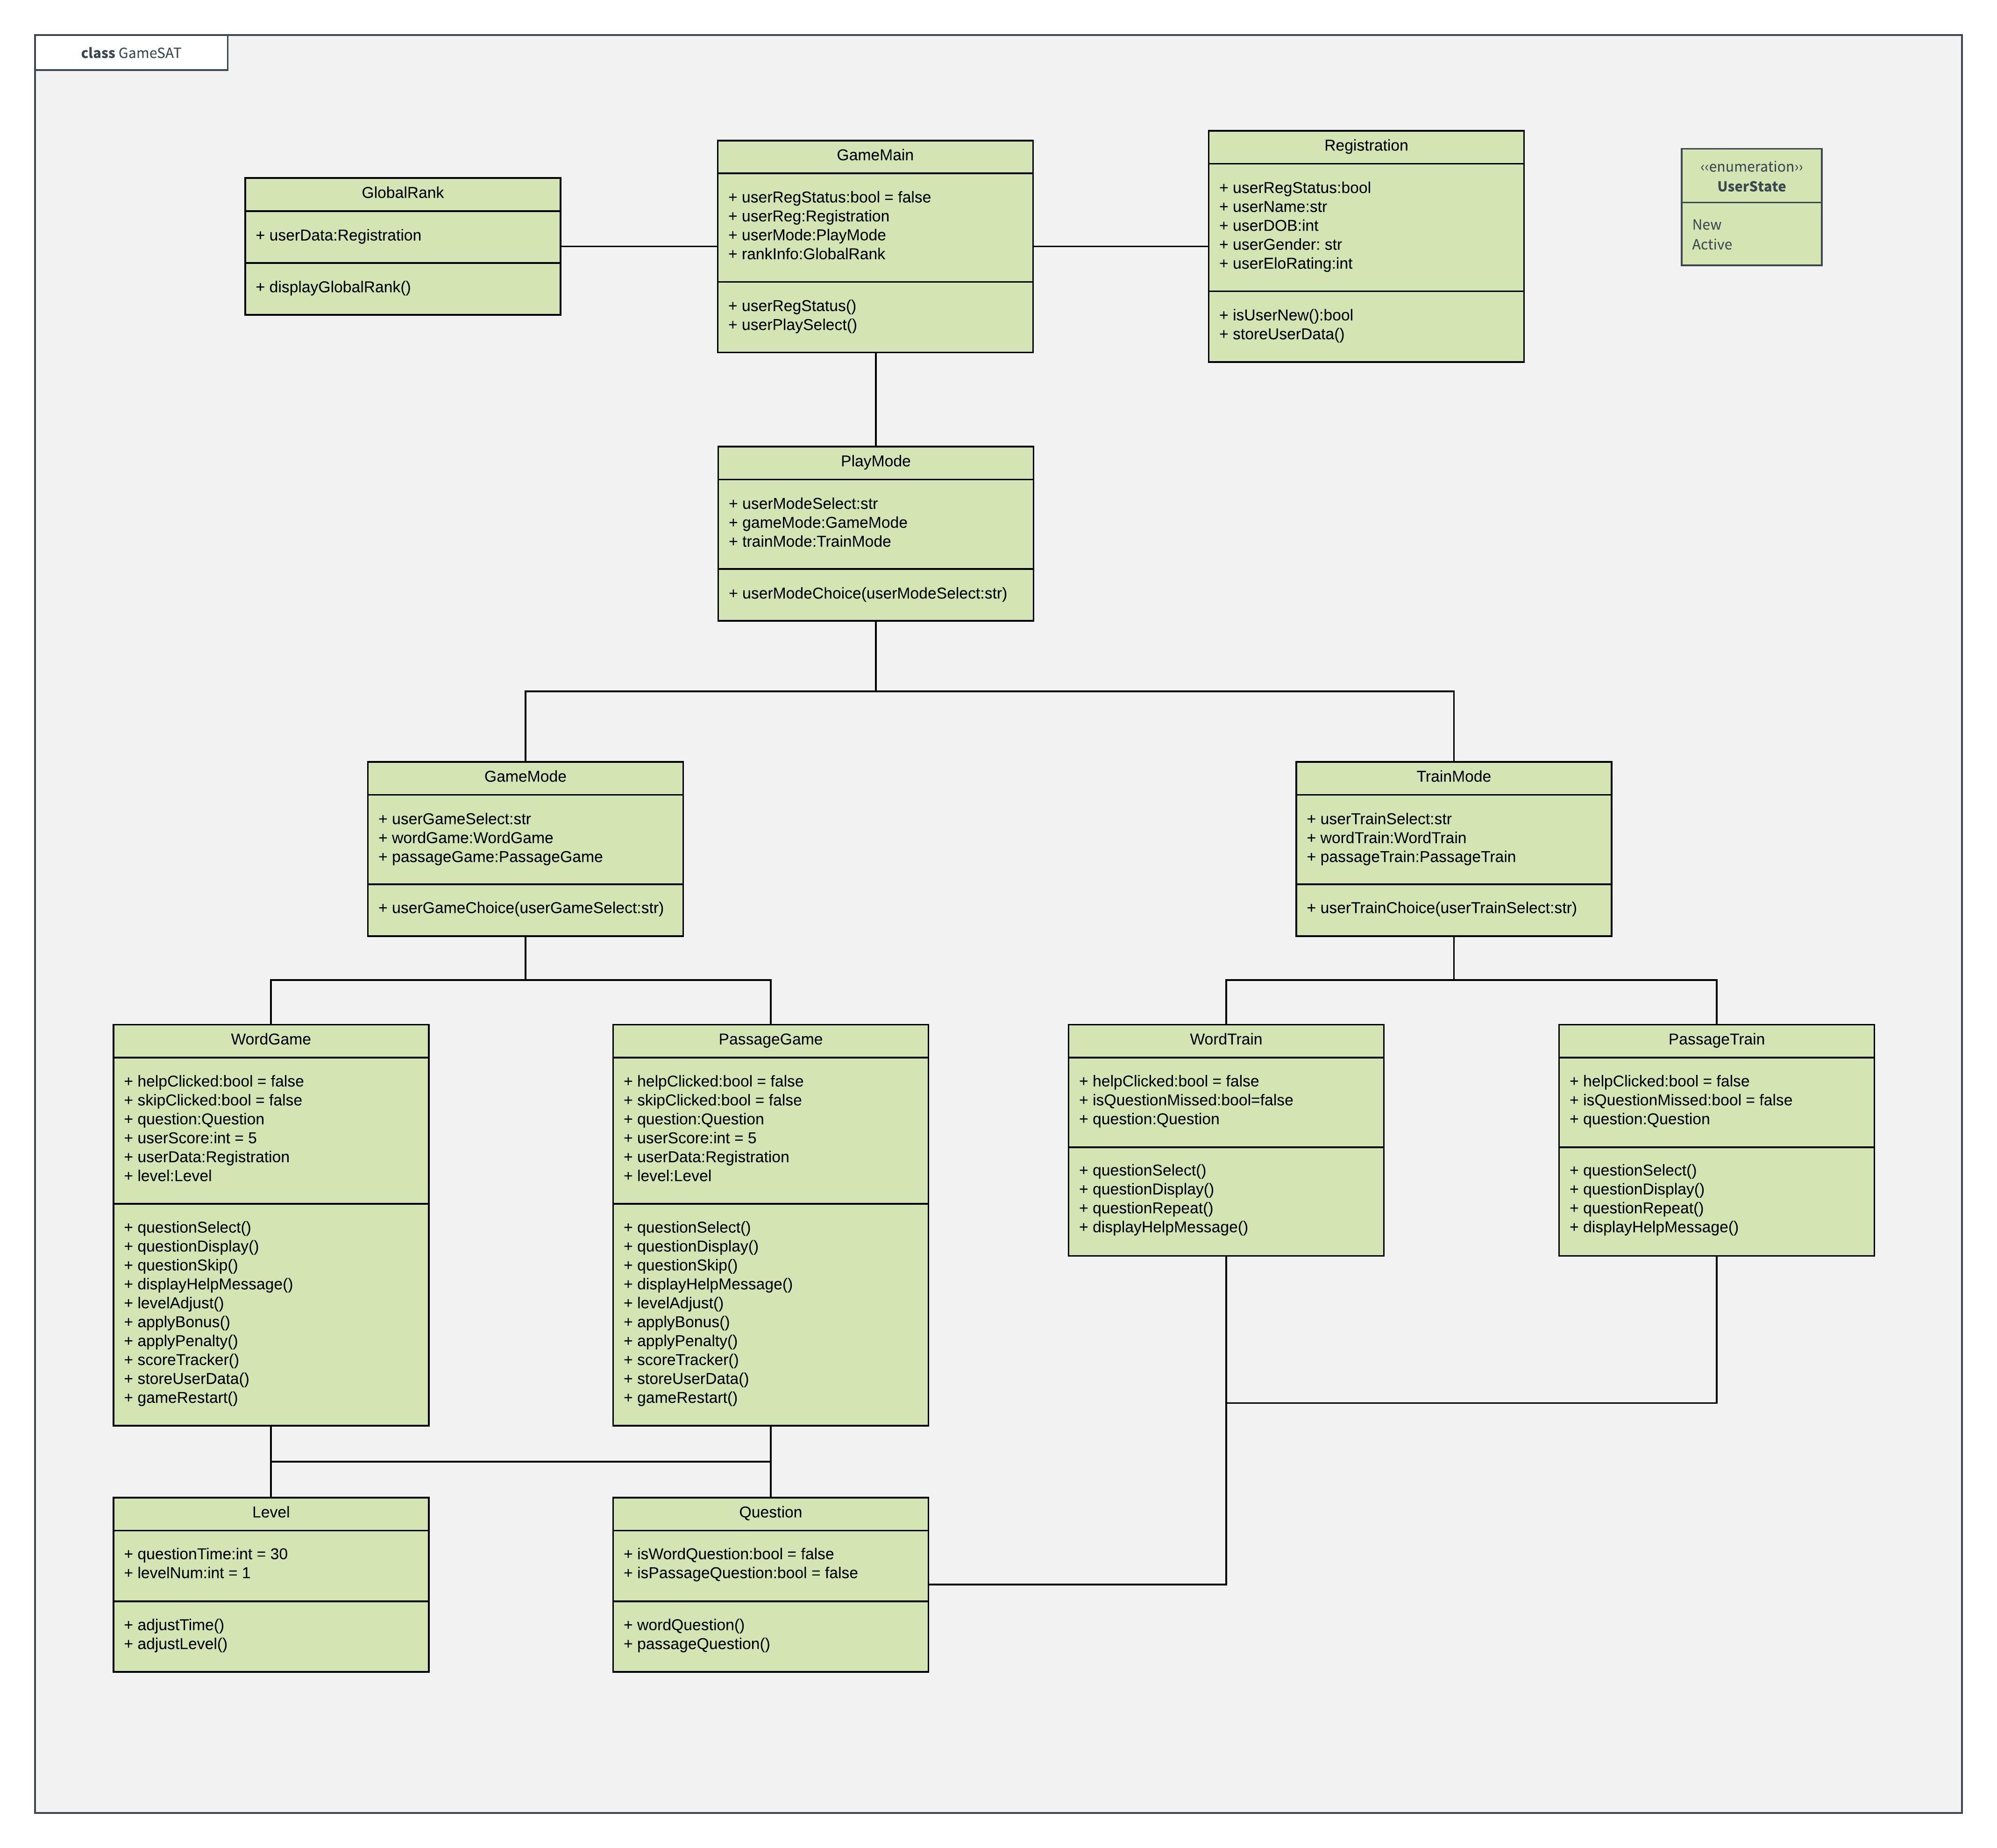 class GameSAT
GlobalRank
+ userData:Registration
+ displayGlobalRank()
GameMain
+ userRegStatus:bool = false
+ userReg:Registration
+ userMode:PlayMode
+ rankInfo:GlobalRank
+ userRegStatus()
+ userPlaySelect()
Registration
+ userRegStatus:bool
+ userName:str
+ userDOB:int
+ userGender: str
+ userEloRating:int
+ isUserNew():bool
+ storeUserData()
‹‹enumeration››
UserState
New
Active
PlayMode
+ userModeSelect:str
+ gameMode:GameMode
+ trainMode:TrainMode
+ userModeChoice(userModeSelect:str)
GameMode
+ userGameSelect:str
+ wordGame:WordGame
+ passageGame:PassageGame
+ userGameChoice(userGameSelect:str)
TrainMode
+ userTrainSelect:str
+ wordTrain:WordTrain
+ passageTrain:PassageTrain
+ userTrainChoice(userTrainSelect:str)
WordGame
+ helpClicked:bool = false
+ skipClicked:bool = false
+ question:Question
+ userScore:int = 5
+ userData:Registration
+ level:Level
+ questionSelect()
+ questionDisplay()
+ questionSkip()
+ displayHelpMessage()
+ levelAdjust()
+ applyBonus()
+ applyPenalty()
+ scoreTracker()
+ storeUserData()
+ gameRestart()
PassageGame
+ helpClicked:bool = false
+ skipClicked:bool = false
+ question:Question
+ userScore:int = 5
+ userData:Registration
+ level:Level
+ questionSelect()
+ questionDisplay()
+ questionSkip()
+ displayHelpMessage()
+ levelAdjust()
+ applyBonus()
+ applyPenalty()
+ scoreTracker()
+ storeUserData()
+ gameRestart()
WordTrain
+ helpClicked:bool = false
+ isQuestionMissed:bool=false
+ question:Question
+ questionSelect()
+ questionDisplay()
+ questionRepeat()
+ displayHelpMessage()
PassageTrain
+ helpClicked:bool = false
+ isQuestionMissed:bool = false
+ question:Question
+ questionSelect()
+ questionDisplay()
+ questionRepeat()
+ displayHelpMessage()
Level
+ questionTime:int = 30
+ levelNum:int = 1
+ adjustTime()
+ adjustLevel()
Question
+ isWordQuestion:bool = false
+ isPassageQuestion:bool = false
+ wordQuestion()
+ passageQuestion()